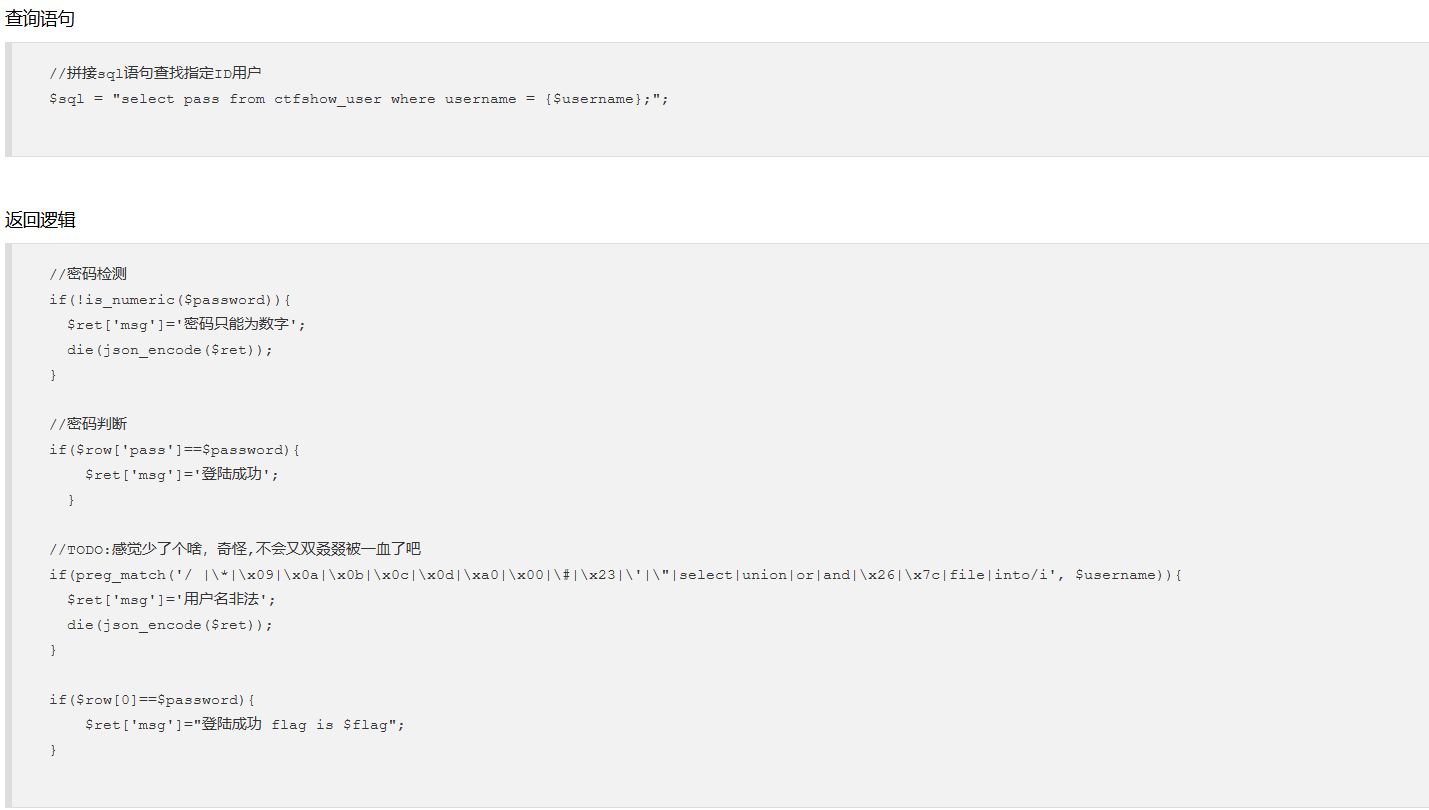 查询语句
//拼接sql语句查找指定ID用户
$sql = "select pass from ctfshow_user where username = {$username};";
返回逻辑
//密码检测
if(!is_numeric($password)){
$ret['msg']='密码只能为数字';
die(json_encode($ret));
}
//密码判断
if($row['pass']==$password){
$ret['msg']='登陆成功';
}
//TODO:感觉少了个啥，奇怪,不会又双叒叕被一血了吧
if(preg_match('/ |\*|\x09|\x0a|\x0b|\x0c|\x0d|\xa0|\x00|\#|\x23|\'|\"|select|union|or|and|\x26|\x7c|file|into/i', $username)){
$ret['msg']='用户名非法';
die(json_encode($ret));
}
if($row[0]==$password){
$ret['msg']="登陆成功 flag is $flag";
}